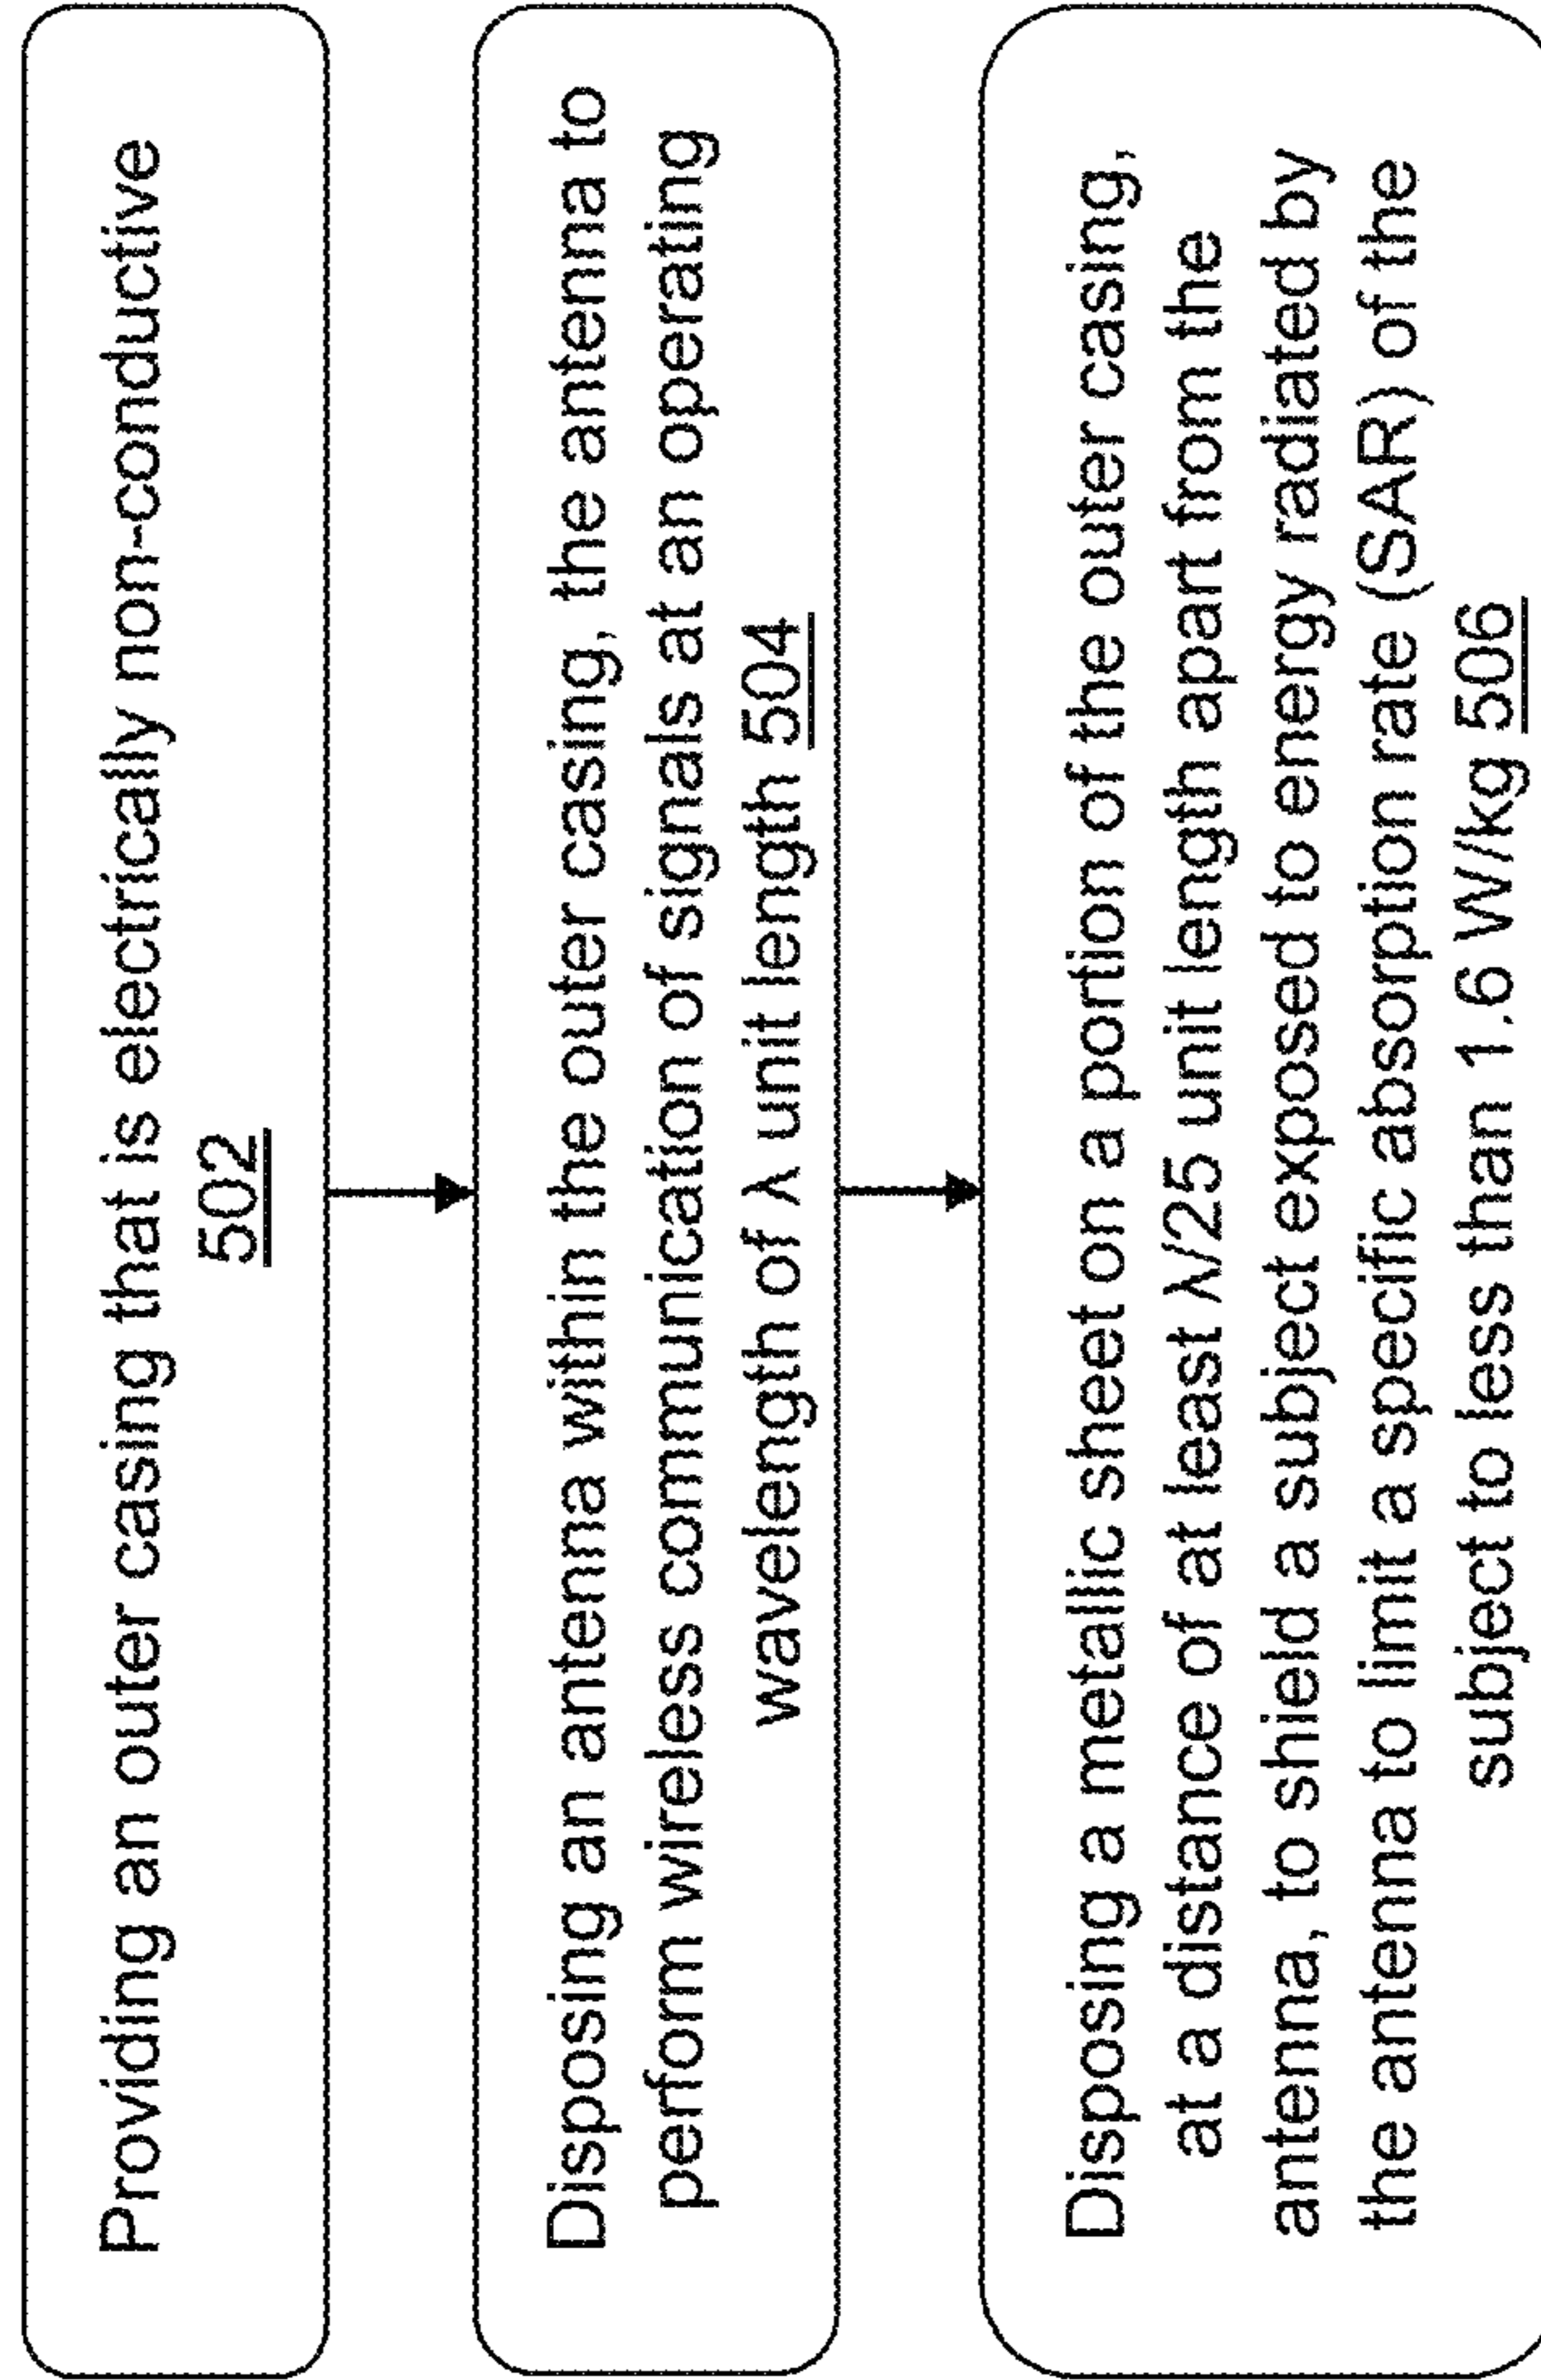 Providing an outer casing that is electrically non-conductive
502
Disposing an antenna within the outer casing, the antenna to
perform wireless communication of signals at an operating
wavelength of λ unit length 504
Disposing a metallic sheet on a portion of the outer casing,
at a distance of at least λ/25 unit length apart from the
antenna, to shield a subject exposed to energy radiated by
the antenna to limit a specific absorption rate (SAR) of the
subject to less than 1.6 W/kg 506